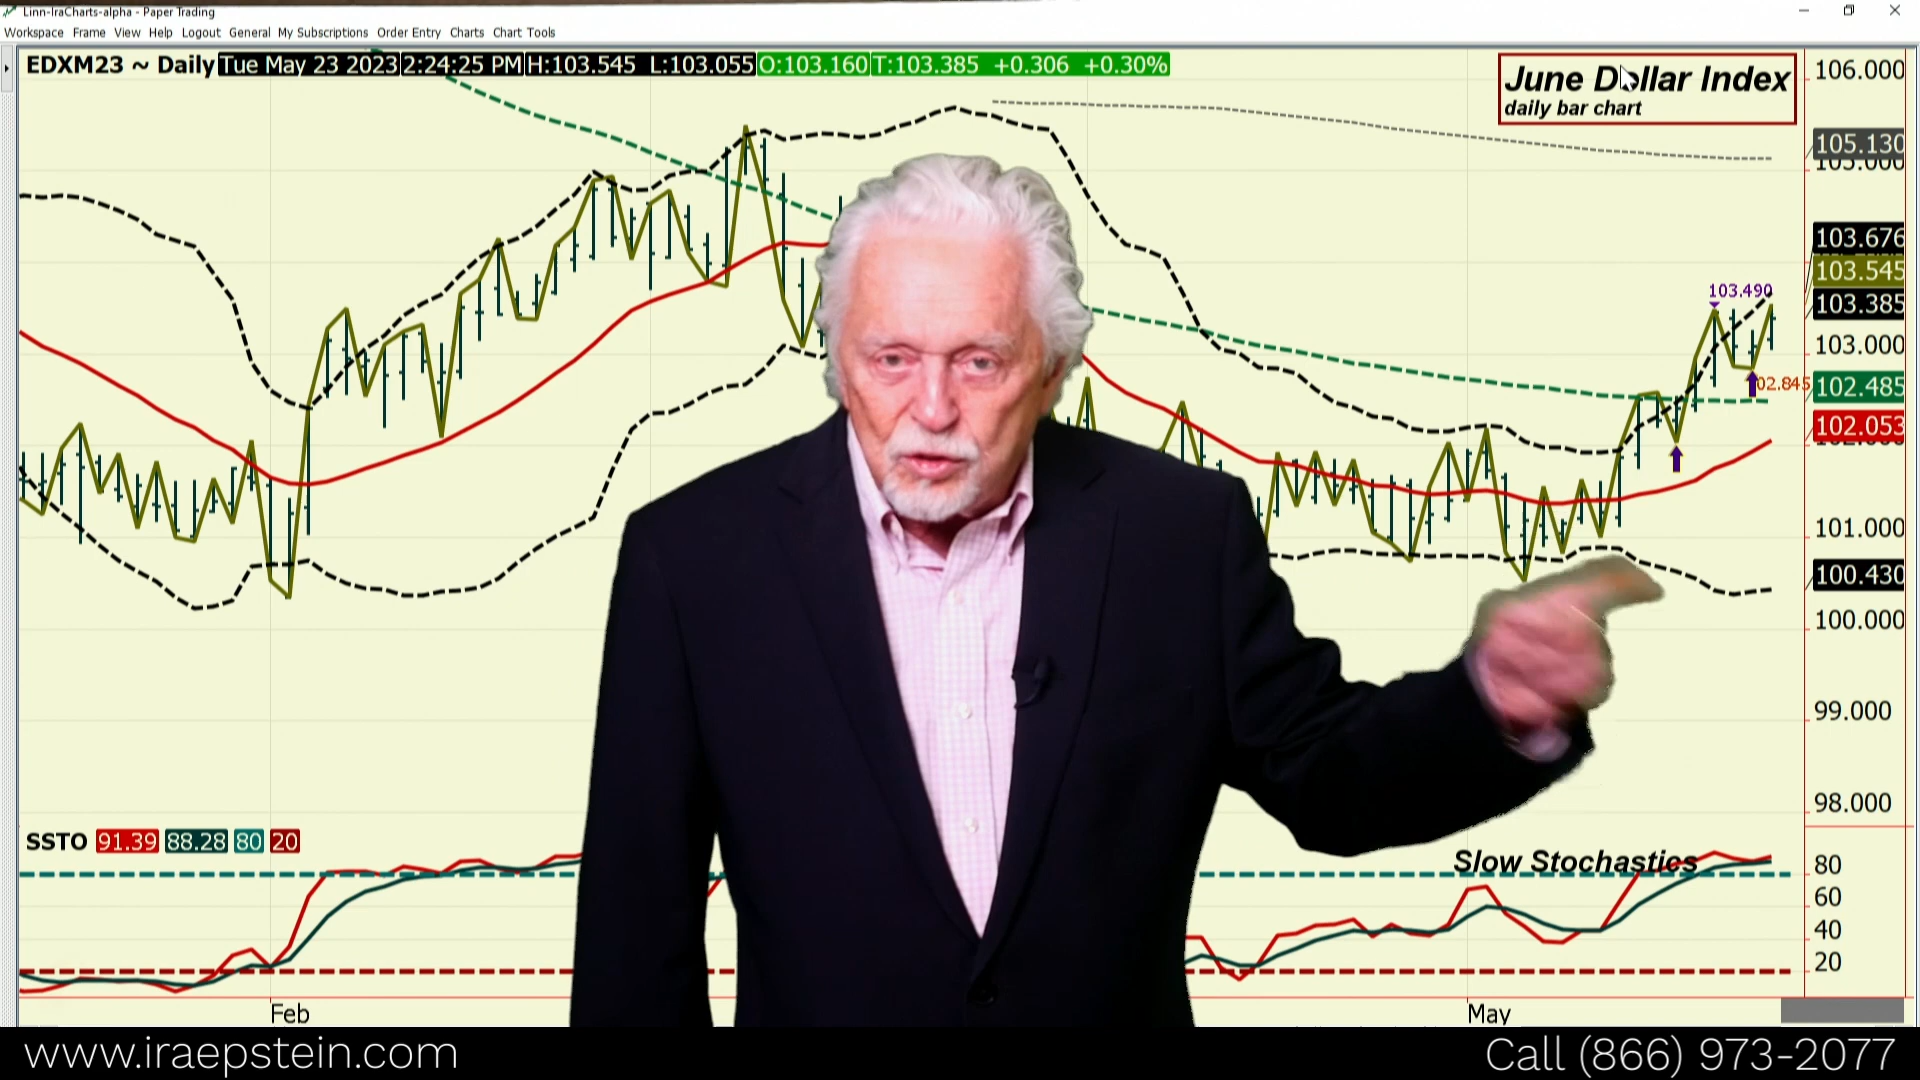 Linn-IraCharts-alpha - Paper Trading
Workspace Frame View Help Logout General My Subscriptions Order Entry Charts Chart Tools
EDXM23 ~ Daily Tue May 23 2023 2:24:25 PM H:103.545 L:103.055 O:103.160 T:103.385 +0.306 +0.30%
June Dollar Index
daily bar chart
106.000
105.130
105.000
103.676
103.545
103.490
103.385
103.000
02.845
102.485
102.053
101.000
100.430
100.000
99.000
98.000
SSTO 91.39 88.28 80 20
Slow Stochastics
80
60
40
20
Feb
May
www.iraepstein.com
Call (866) 973-2077